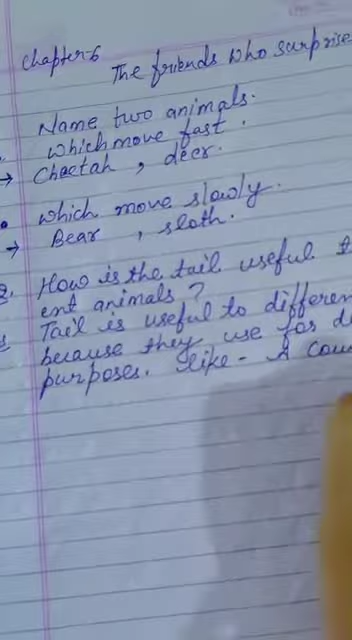 Chapter-6
The friends who surprise
Name two animals.
which move fast.
→ Cheetah, deer.
which move slowly.
→ Bear, sloth.
How is the tail useful t
ent animals?
Tail is useful to differen
because they use for d
purposes. like- A Cow